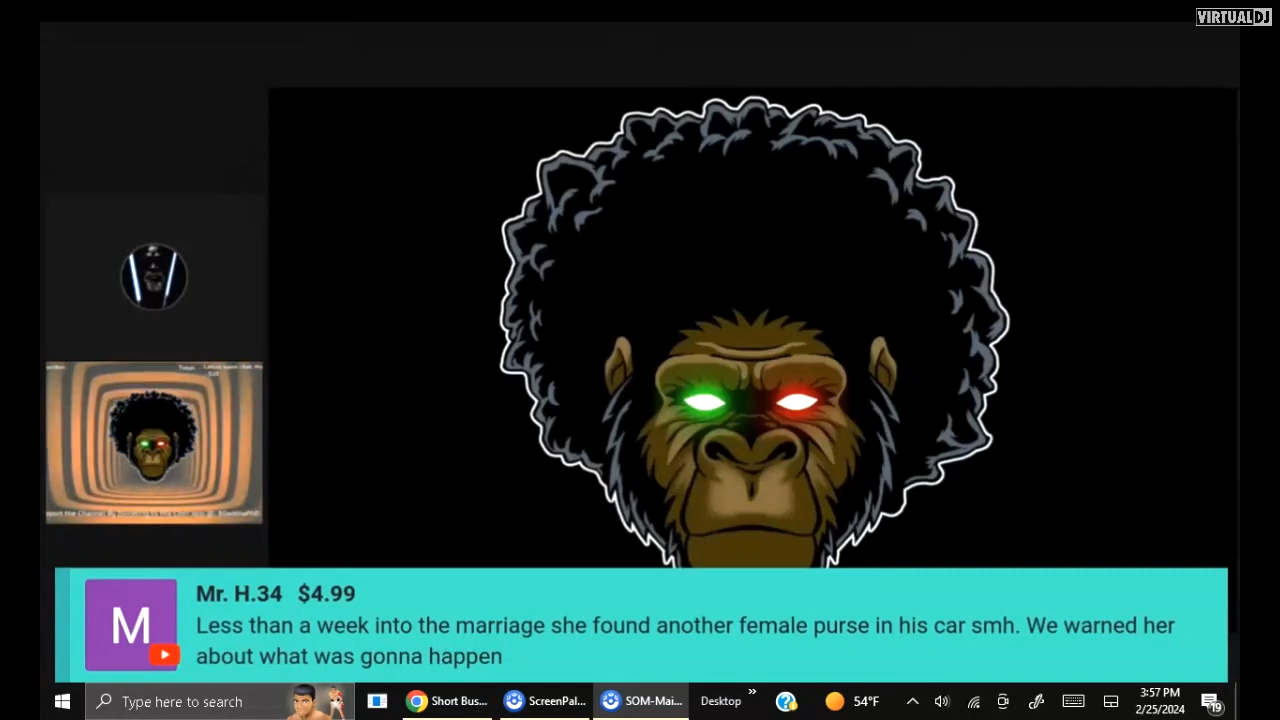 VIRTUALDJ
Mr. H.34 $4.99
M
Less than a week into the marriage she found another female purse in his car smh. We warned her
about what was gonna happen
Type here to search
Short Bus...
ScreenPal...
SOM-Mai...
Desktop
54°F
3:57 PM
2/25/2024
19